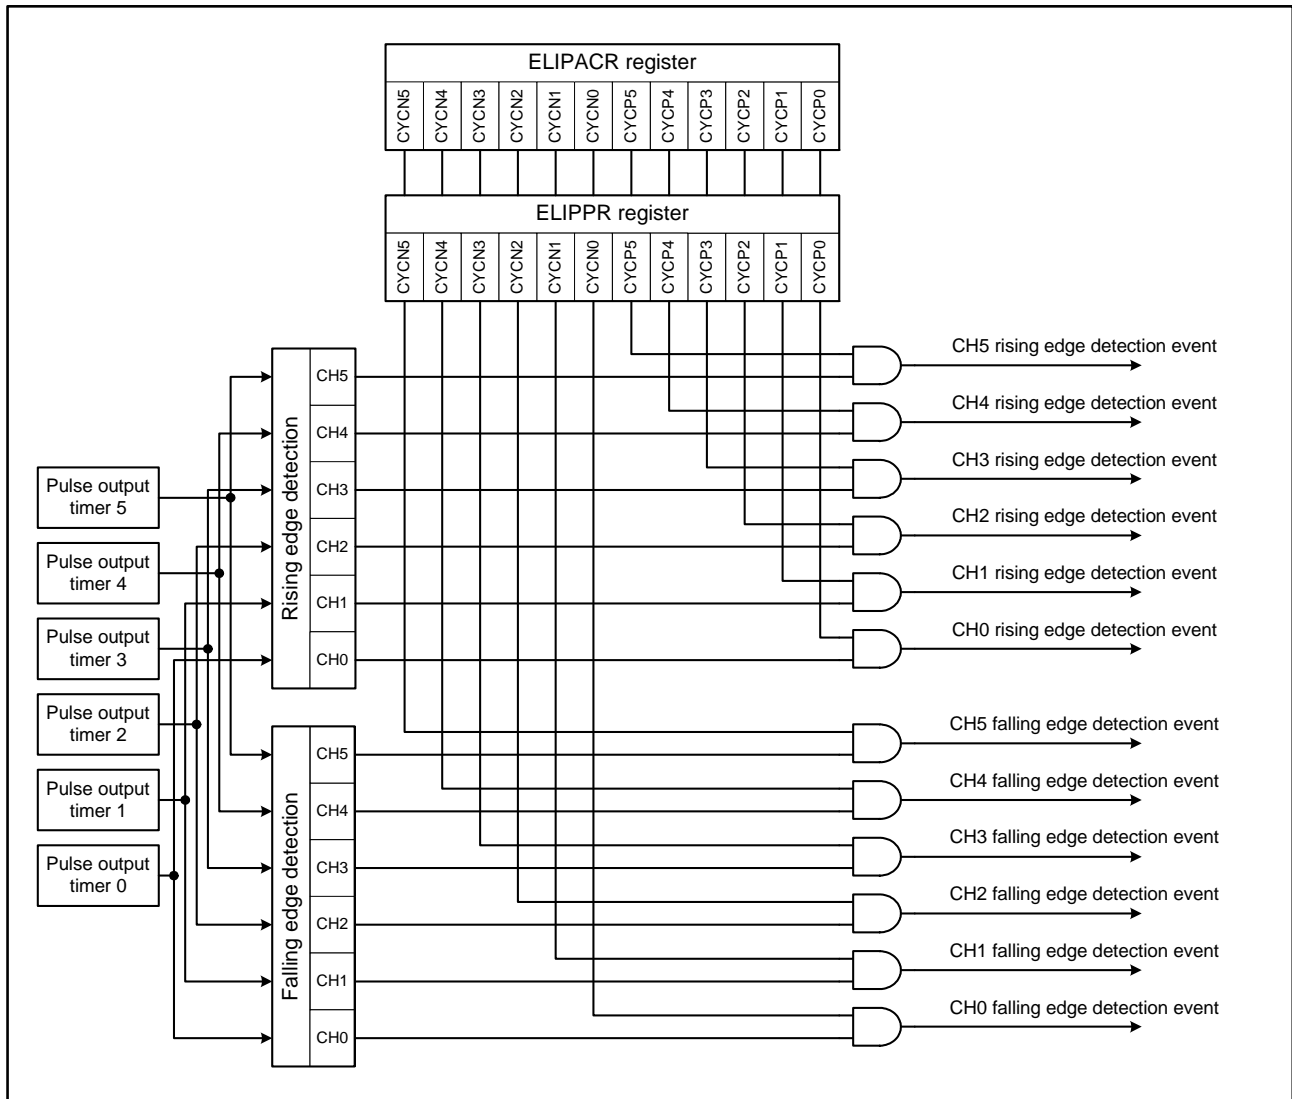 ELIPACR register
CYCN5
CYCN4
CYCN3
CYCN2
CYCN1
CYCN0
CYCP5
CYCP4
CYCP3
CYCP2
CYCP1
CYCP0
ELIPPR register
CYCN5
CYCN4
CYCN3
CYCN2
CYCN1
CYCN0
CYCP5
CYCP4
CYCP3
CYCP2
CYCP1
CYCP0
Pulse output
timer 5
Pulse output
timer 4
Pulse output
timer 3
Pulse output
timer 2
Pulse output
timer 1
Pulse output
timer 0
Rising edge detection
CH5
CH4
CH3
CH2
CH1
CH0
Falling edge detection
CH5
CH4
CH3
CH2
CH1
CH0
CH5 rising edge detection event
CH4 rising edge detection event
CH3 rising edge detection event
CH2 rising edge detection event
CH1 rising edge detection event
CH0 rising edge detection event
CH5 falling edge detection event
CH4 falling edge detection event
CH3 falling edge detection event
CH2 falling edge detection event
CH1 falling edge detection event
CH0 falling edge detection event